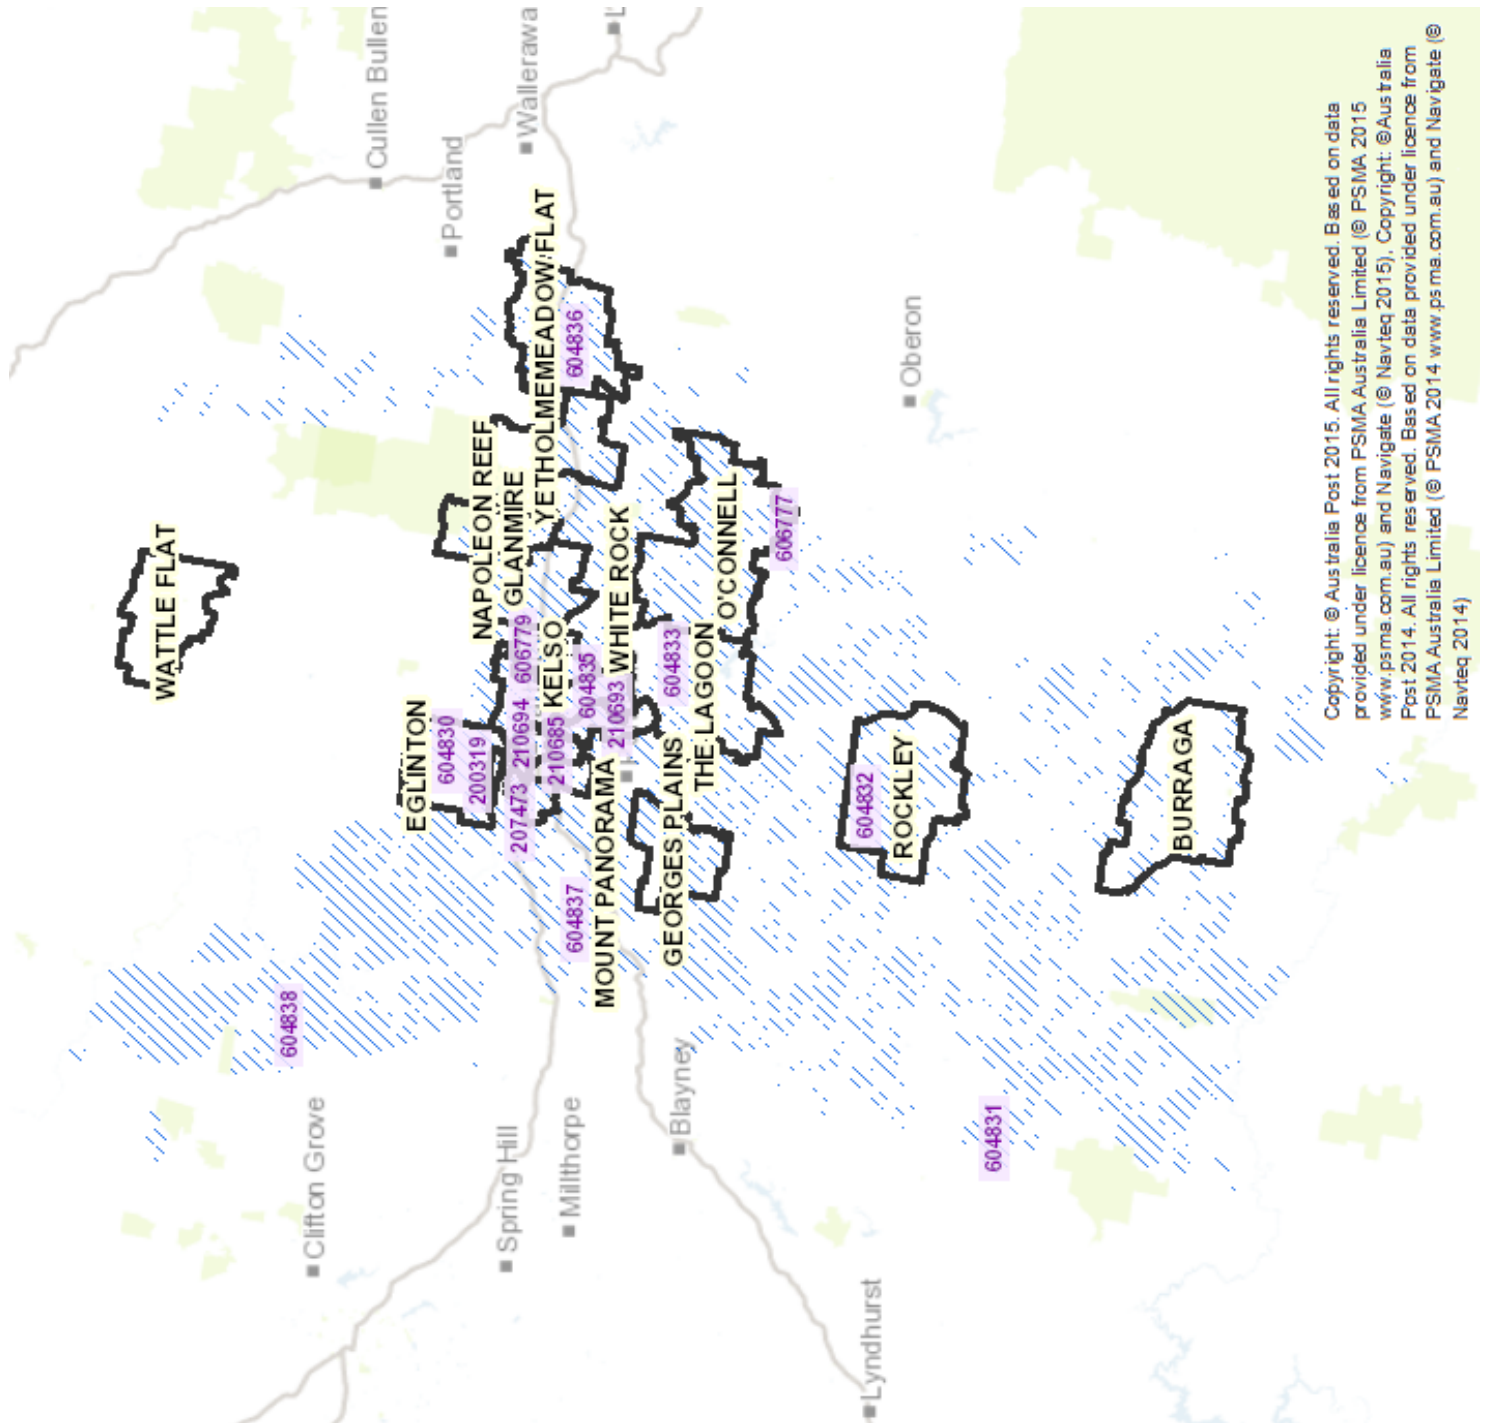 WATTLE FLAT
604838
Clifton Grove
Cullen Bullen
EGLINTON
604830
Portland
200319
NAPOLEON REEF
Spring Hill
GLANMIRE
207473
210694
606779
Wallerawa
YETHOLME
MEADOW FLAT
KELSO
210685
Millthorpe
604837
604836
604835
MOUNT PANORAMA
210693
WHITE ROCK
GEORGES PLAINS
604833
Blayney
THE LAGOON
O'CONNELL
606777
604832
Lyndhurst
ROCKLEY
Oberon
604831
BURRAGA
Copyright: © Australia Post 2015. All rights reserved. Based on data
provided under licence from PSMA Australia Limited (© PSMA 2015
www.psma.com.au) and Navigate (© Navteq 2015), Copyright: © Australia
Post 2014. All rights reserved. Based on data provided under licence from
PSMA Australia Limited (© PSMA 2014 www.psma.com.au) and Navigate (©
Navteq 2014)